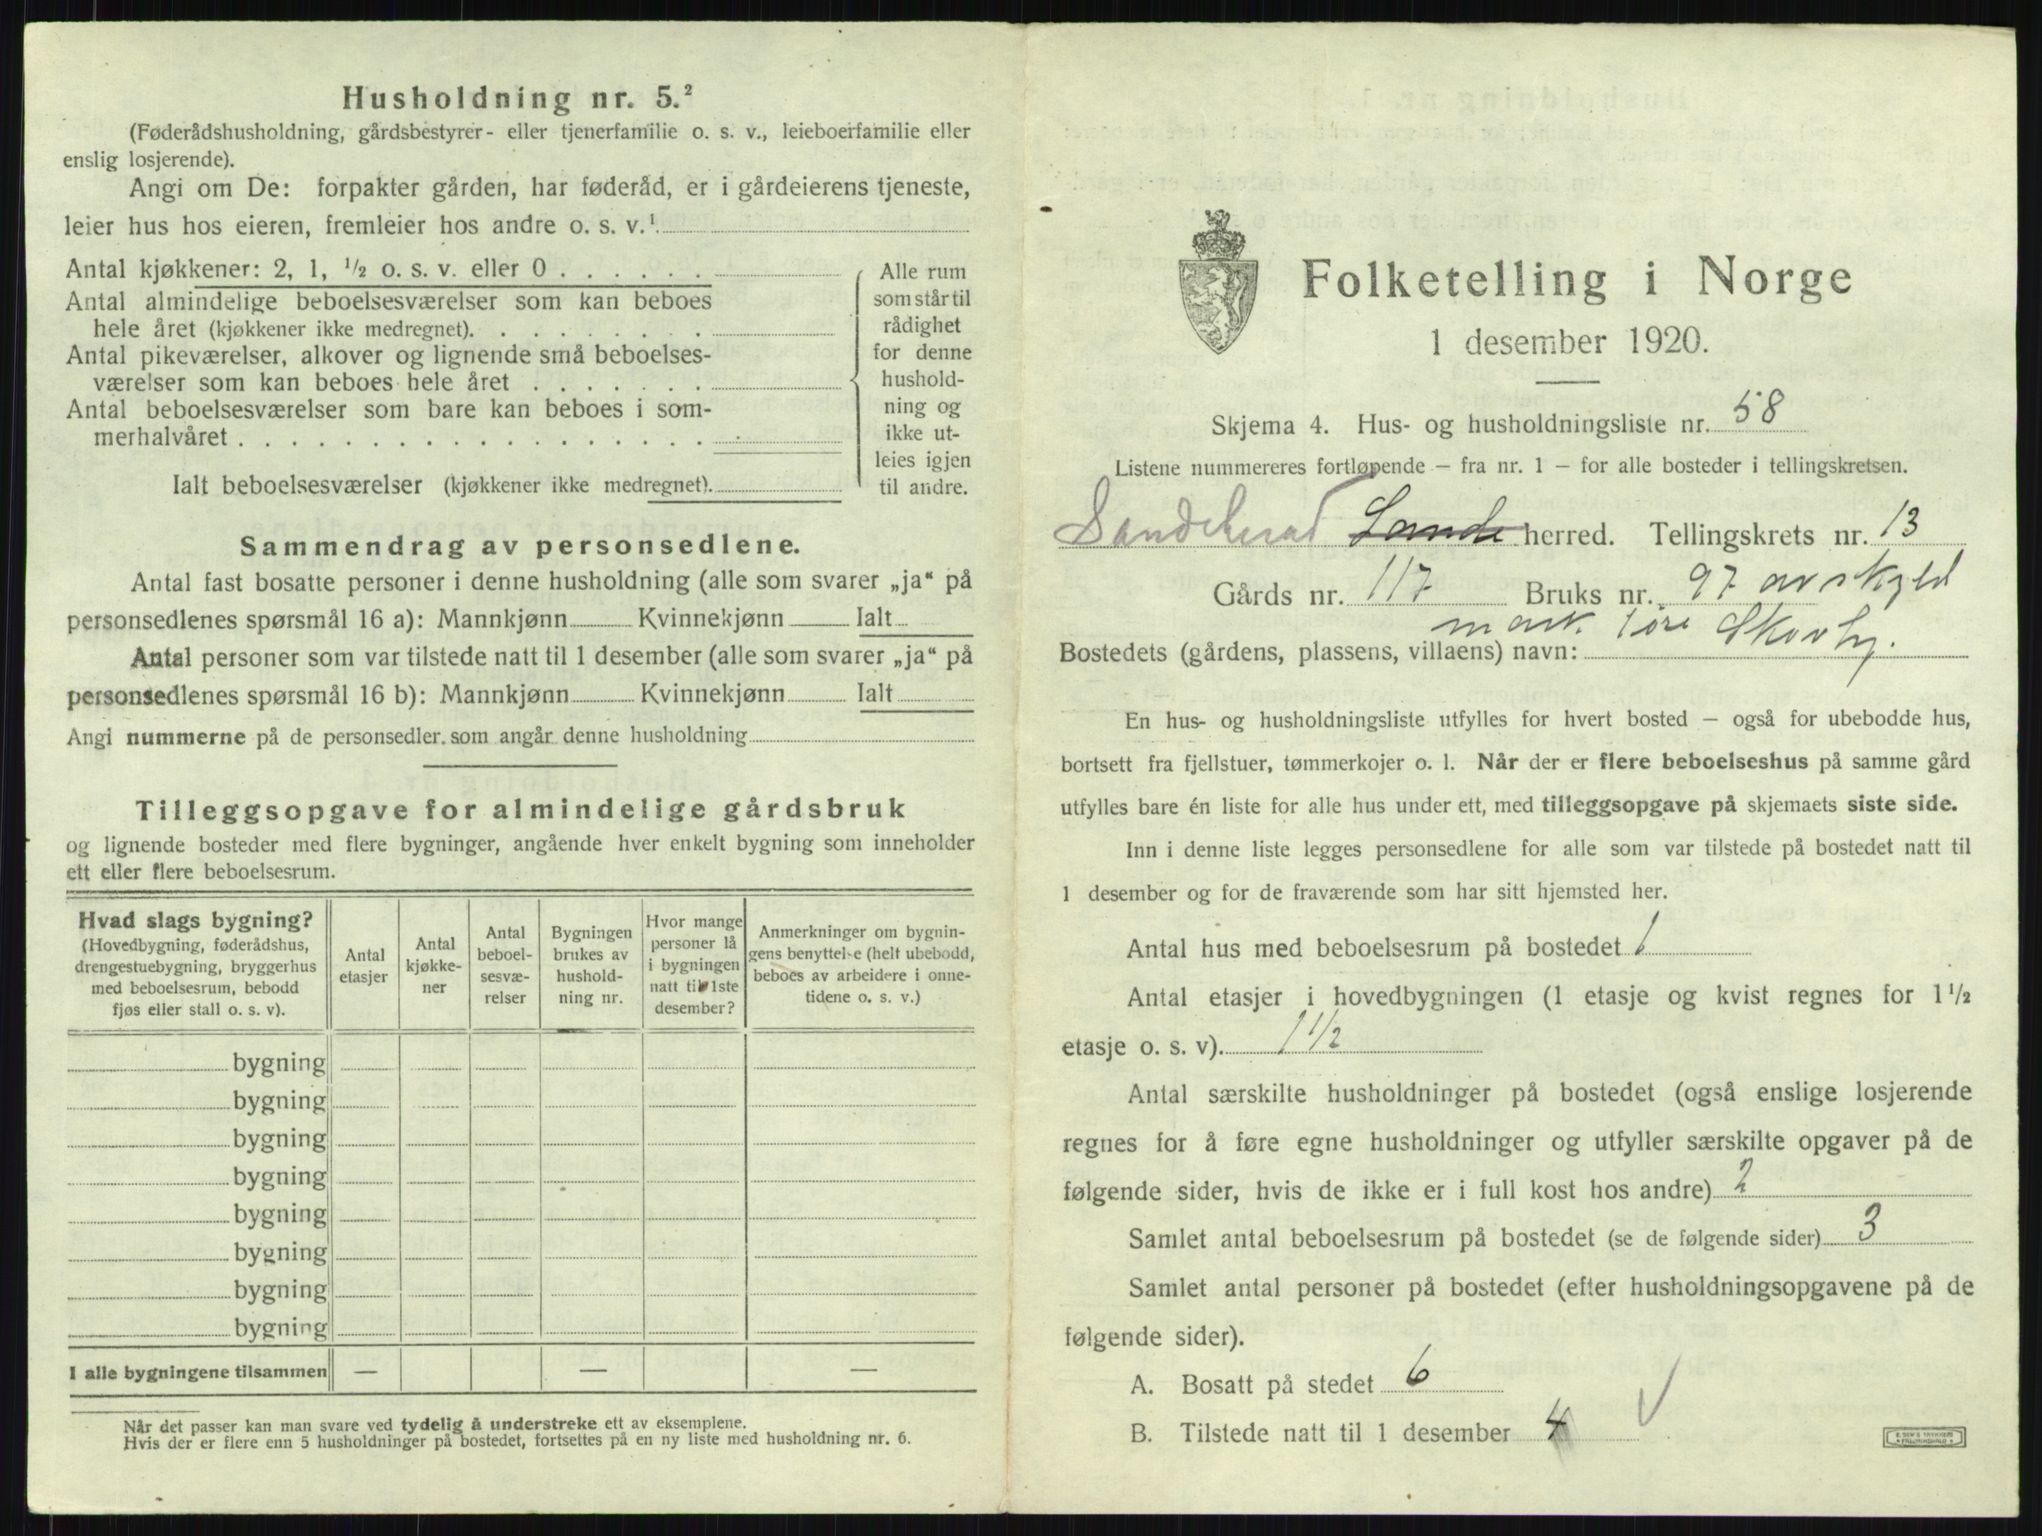 Husholdning nr. 5.²
(Føderådshusholdning, gårdsbestyrer- eller tjenerfamilie o. s. v., leieboerfamilie eller
enslig losjerende).
Angi om De: forpakter gården, har føderåd, er i gårdeierens tjeneste,
leier hus hos eieren, fremleier hos andre o. s. v.¹
Antal kjøkkener: 2, 1, ½ o. s. v. eller 0 . . . . . .
Antal almindelige beboelsesværelser som kan beboes
hele året (kjøkkener ikke medregnet). . . . . . . .
Antal pikeværelser, alkover og lignende små beboelses-
værelser som kan beboes hele året . . . . . . .
Antal beboelsesværelser som bare kan beboes i som-
merhalvåret . . . . . . . . . . . . . . . . . .
Ialt beboelsesværelser (kjøkkener ikke medregnet).
Alle rum
som står til
rådighet
for denne
hushold-
ning og
ikke ut-
leies igjen
til andre.
Sammendrag av personsedlene.
Antal fast bosatte personer i denne husholdning (alle som svarer „ja“ på
personsedlenes spørsmål 16 a): Mannkjønn Kvinnekjønn Ialt
Antal personer som var tilstede natt til 1 desember (alle som svarer „ja“ på
personsedlenes spørsmål 16 b): Mannkjønn Kvinnekjønn Ialt
Angi nummerne på de personsedler som angår denne husholdning
Tilleggsopgave for almindelige gårdsbruk
og lignende bosteder med flere bygninger, angående hver enkelt bygning som inneholder
ett eller flere beboelsesrum.
Hvad slags bygning?
(Hovedbygning, føderådshus,
drengestuebygning, bryggerhus
med beboelsesrum, bebodd
fjøs eller stall o. s. v).
Antal
etasjer
Antal
kjøkke-
ner
Antal
beboel-
sesvæ-
relser
Bygningen
brukes av
hushold-
ning nr.
Hvor mange
personer lå
i bygningen
natt til 1ste
desember?
Anmerkninger om bygnin-
gens benyttelse (helt ubebodd,
beboes av arbeidere i onne-
tidene o. s. v.)
bygning
bygning
bygning
bygning
bygning
bygning
bygning
bygning
I alle bygningene tilsammen — — —
Når det passer kan man svare ved tydelig å understreke ett av eksemplene.
Hvis der er flere enn 5 husholdninger på bostedet, fortsettes på en ny liste med husholdning nr. 6.
Folketelling i Norge
1 desember 1920.
Skjema 4. Hus- og husholdningsliste nr. 58
Listene nummereres fortløpende – fra nr. 1 – for alle bosteder i tellingskretsen.
Sandeherad Sande herred. Tellingskrets nr. 13
Gårds nr. 117 Bruks nr. 97 av skyld
mark 1 øre Skovly.
Bostedets (gårdens, plassens, villaens) navn:
En hus- og husholdningsliste utfylles for hvert bosted – også for ubebodde hus,
bortsett fra fjellstuer, tømmerkojer o. l. Når der er flere beboelseshus på samme gård
utfylles bare én liste for alle hus under ett, med tilleggsopgave på skjemaets siste side.
Inn i denne liste legges personsedlene for alle som var tilstede på bostedet natt til
1 desember og for de fraværende som har sitt hjemsted her.
Antal hus med beboelsesrum på bostedet 1
Antal etasjer i hovedbygningen (1 etasje og kvist regnes for 1½
etasje o. s. v). 1½
Antal særskilte husholdninger på bostedet (også enslige losjerende
regnes for å føre egne husholdninger og utfyller særskilte opgaver på de
følgende sider, hvis de ikke er i full kost hos andre) 2
Samlet antal beboelsesrum på bostedet (se de følgende sider) 3
Samlet antal personer på bostedet (efter husholdningsopgavene på de
følgende sider).
A. Bosatt på stedet 6
B. Tilstede natt til 1 desember 4